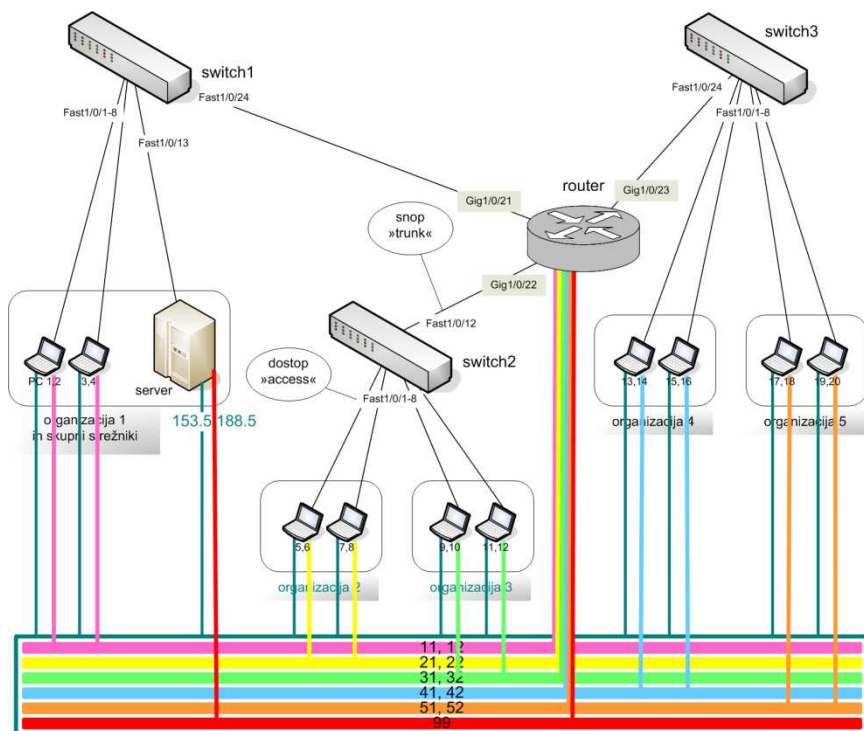 switch1
switch3
Fast1/0/24
Fast1/0/24
Fast1/0/1-8
Fast1/0/1-8
Fast1/0/13
router
Gig1/0/23
Gig1/0/21
snop
»trunk«
Gig1/0/22
Fast1/0/12
switch2
dostop
»access«
Fast1/0/1-8
PC 1,2
3,4
server
13,14
15,16
17,18
19,20
organizacija 1
in skupni strežniki
153.5
188.5
organizacija 4
organizacija 5
5,6
7,8
9,10
11,12
organizacija 2
organizacija 3
11, 12
21, 22
31, 32
41, 42
51, 52
99